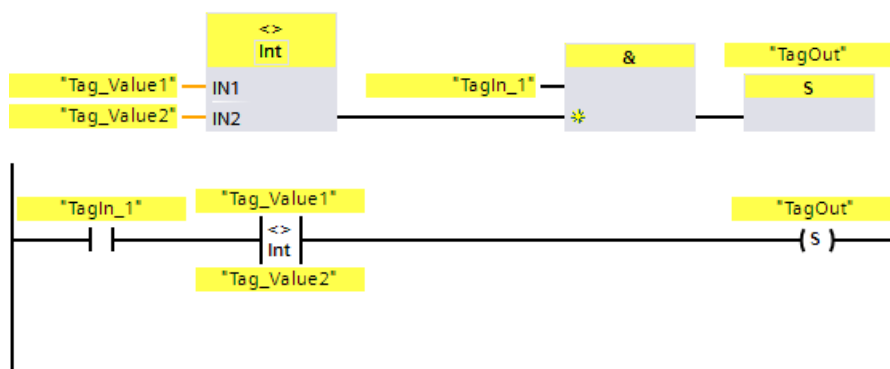 <>
Int
"Tag_Value1" IN1
"Tag_Value2" IN2
"TagIn_1"
&
"TagOut"
S
"TagIn_1"
"Tag_Value1"
<>
Int
"Tag_Value2"
"TagOut"
( S )